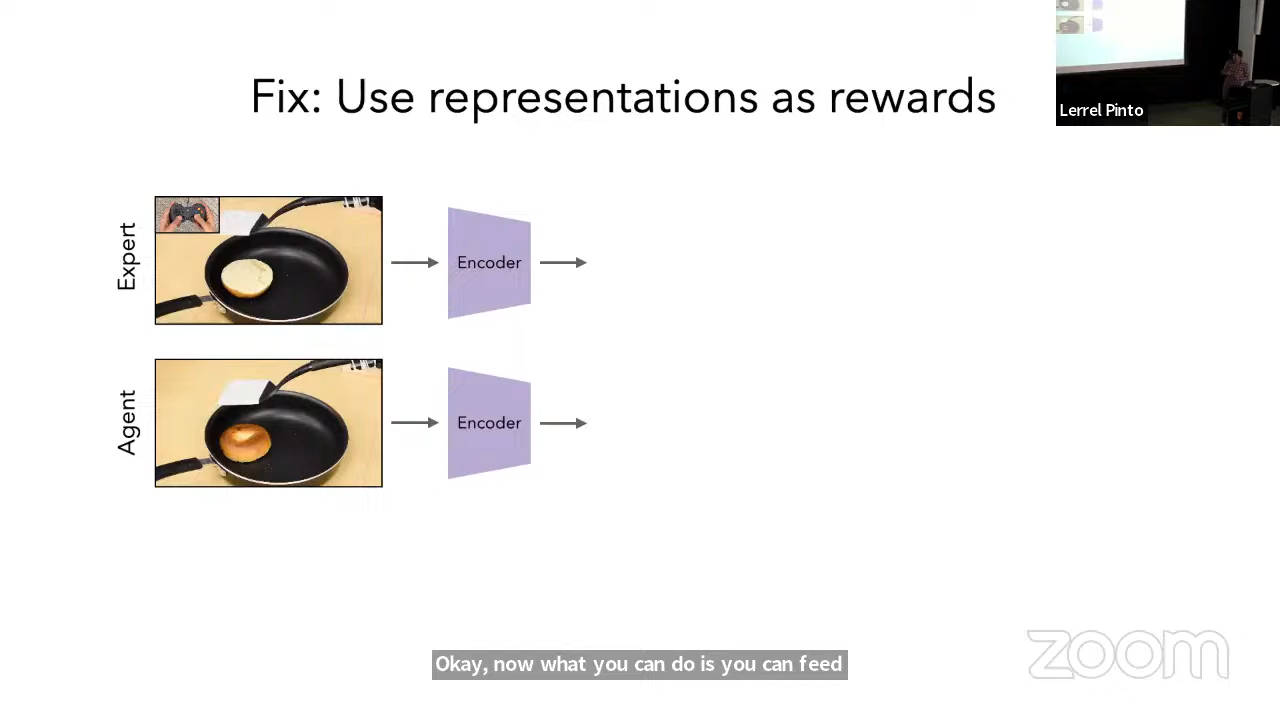 Fix: Use representations as rewards
Lerrel Pinto
Expert
Encoder
Agent
Encoder
Okay, now what you can do is you can feed
zoom